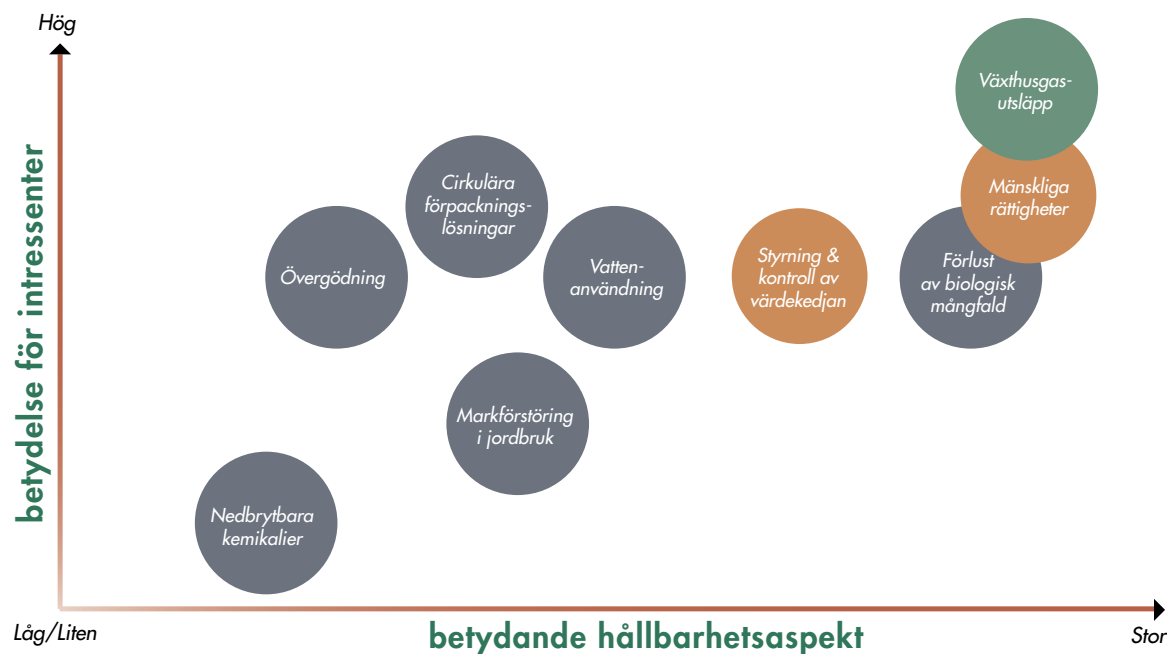 Hög
betydelse för intressenter
Växthusgas-
utsläpp
Mänskliga
rättigheter
Cirkulära
förpacknings-
lösningar
Övergödning
Vatten-
användning
Styrning &
kontroll av
värdekedjan
Förlust
av biologisk
mångfald
Markförstöring
i jordbruk
Nedbrytbara
kemikalier
Låg/Liten
betydande hållbarhetsaspekt
Stor